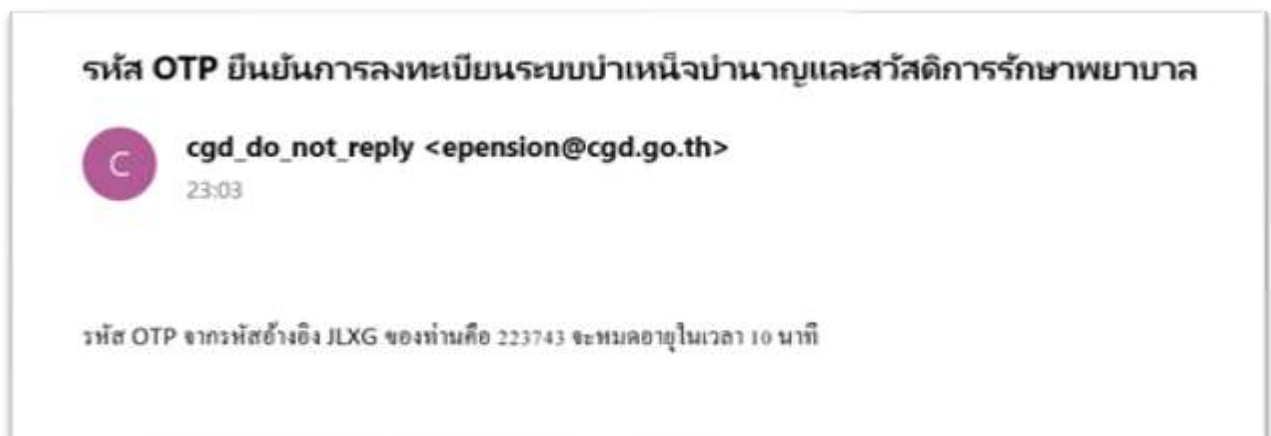 รหัส OTP ยืนยันการลงทะเบียนระบบบำเหน็จบำนาญและสวัสดิการรักษาพยาบาล
C
cgd_do_not_reply <epension@cgd.go.th>
23:03
รหัส OTP จากรหัสอ้างอิง JLXG ของท่านคือ 223743 จะหมดอายุในเวลา 10 นาที